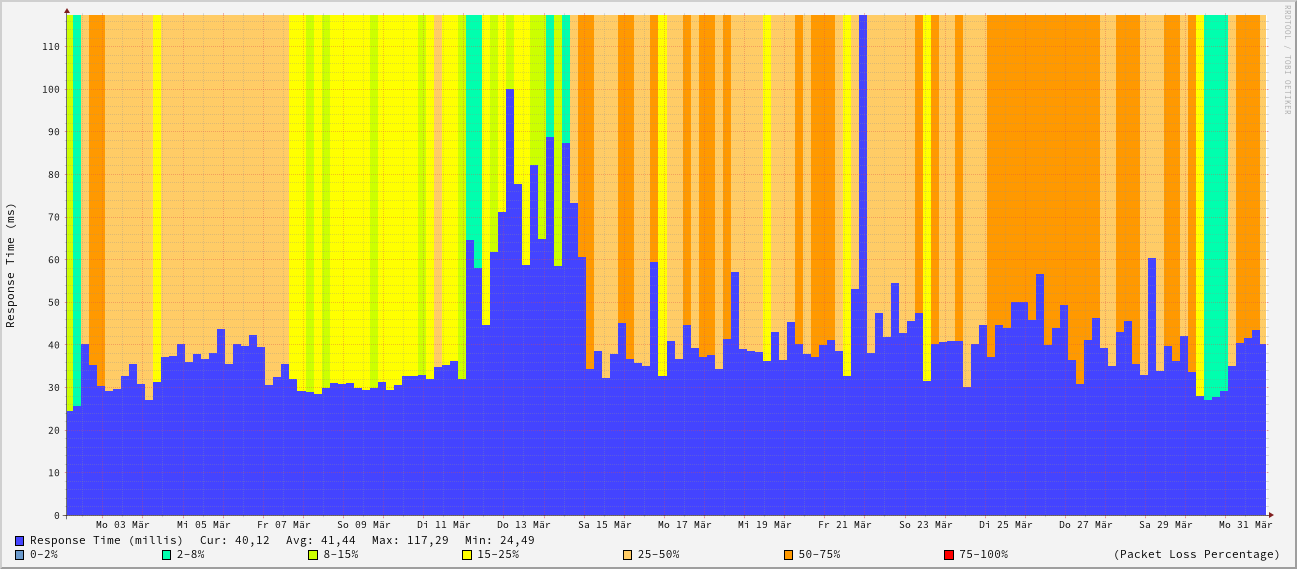 RRDTOOL / TOBI OETIKER
Response Time (ms)
110
100
90
80
70
60
50
40
30
20
10
0
Mo 03 Mär Mi 05 Mär Fr 07 Mär So 09 Mär Di 11 Mär Do 13 Mär Sa 15 Mär Mo 17 Mär Mi 19 Mär Fr 21 Mär So 23 Mär Di 25 Mär Do 27 Mär Sa 29 Mär Mo 31 Mär
Response Time (millis) Cur: 40,12 Avg: 41,44 Max: 117,29 Min: 24,49
0-2% 2-8% 8-15% 15-25% 25-50% 50-75% 75-100% (Packet Loss Percentage)